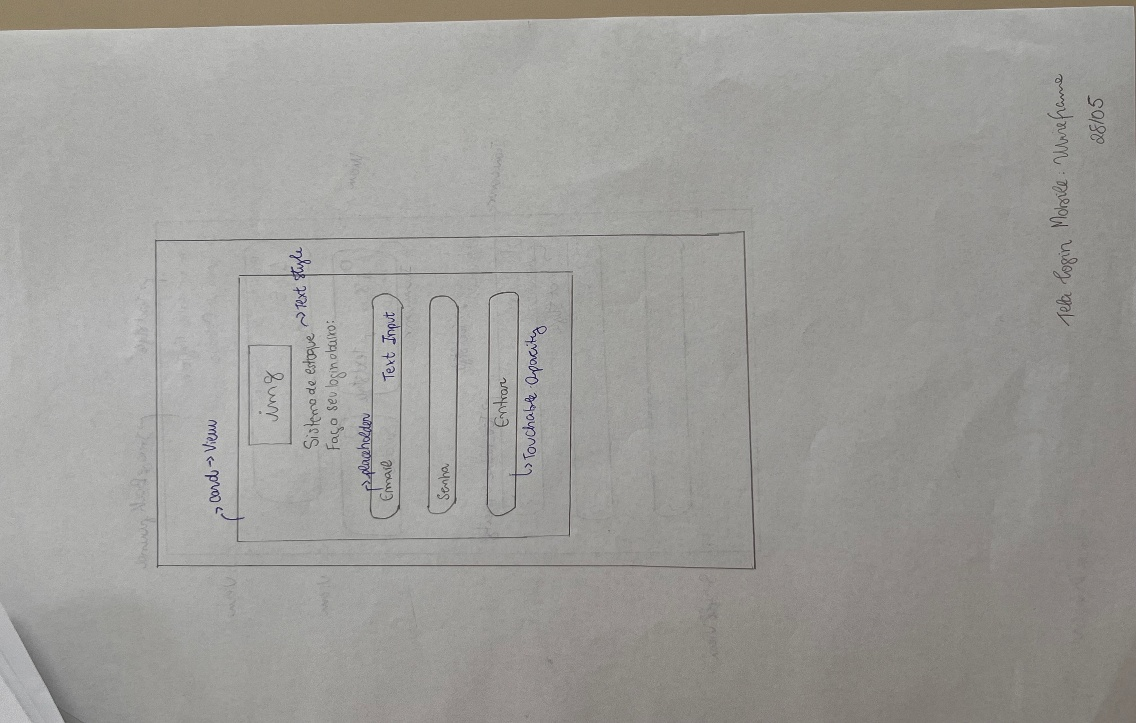 card → View
img
Sistema de estoque → Text Style
Faça seu login abaixo:
→ placeholder
Email Text Input
Senha
Entrar
↳ Touchable Opacity
Tela Login Mobile: Wireframe
28/05